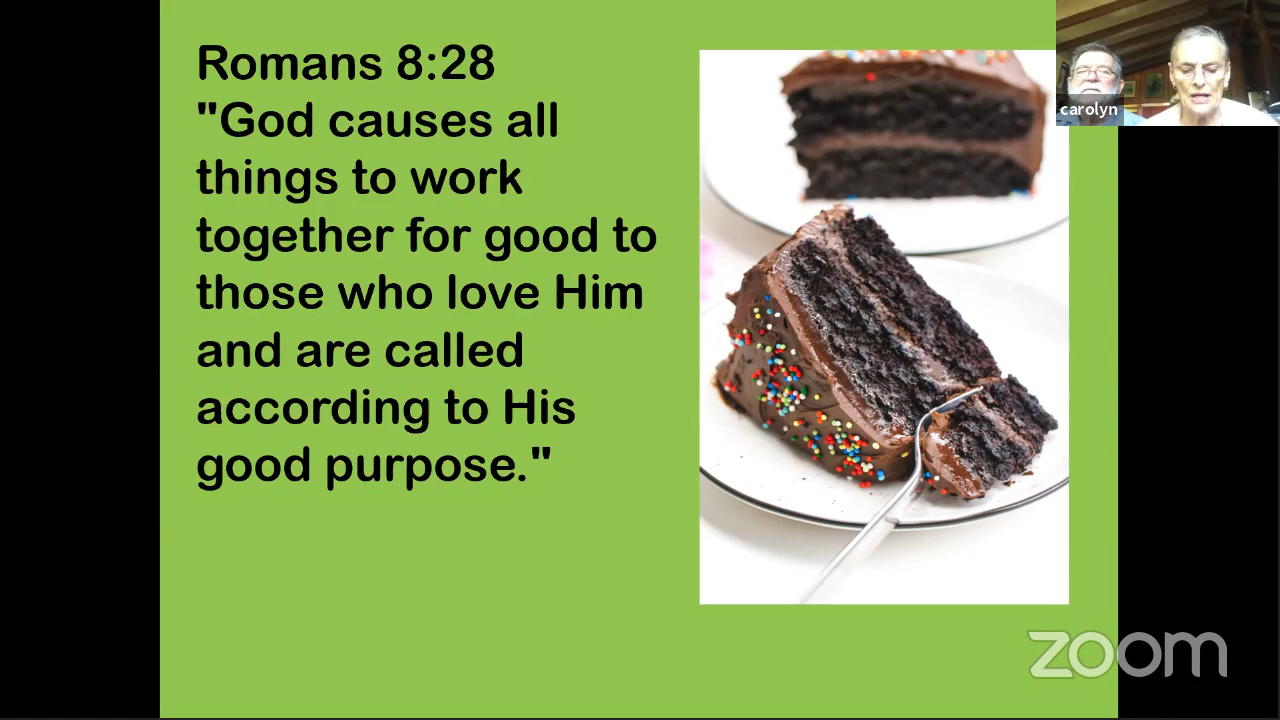 Romans 8:28
"God causes all
things to work
together for good to
those who love Him
and are called
according to His
good purpose."
carolyn
zoom